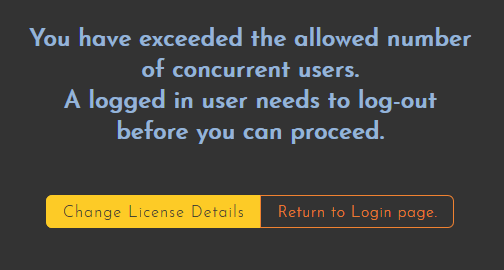 You have exceeded the allowed number
of concurrent users.
A logged in user needs to log-out
before you can proceed.
Change License Details
Return to Login page.